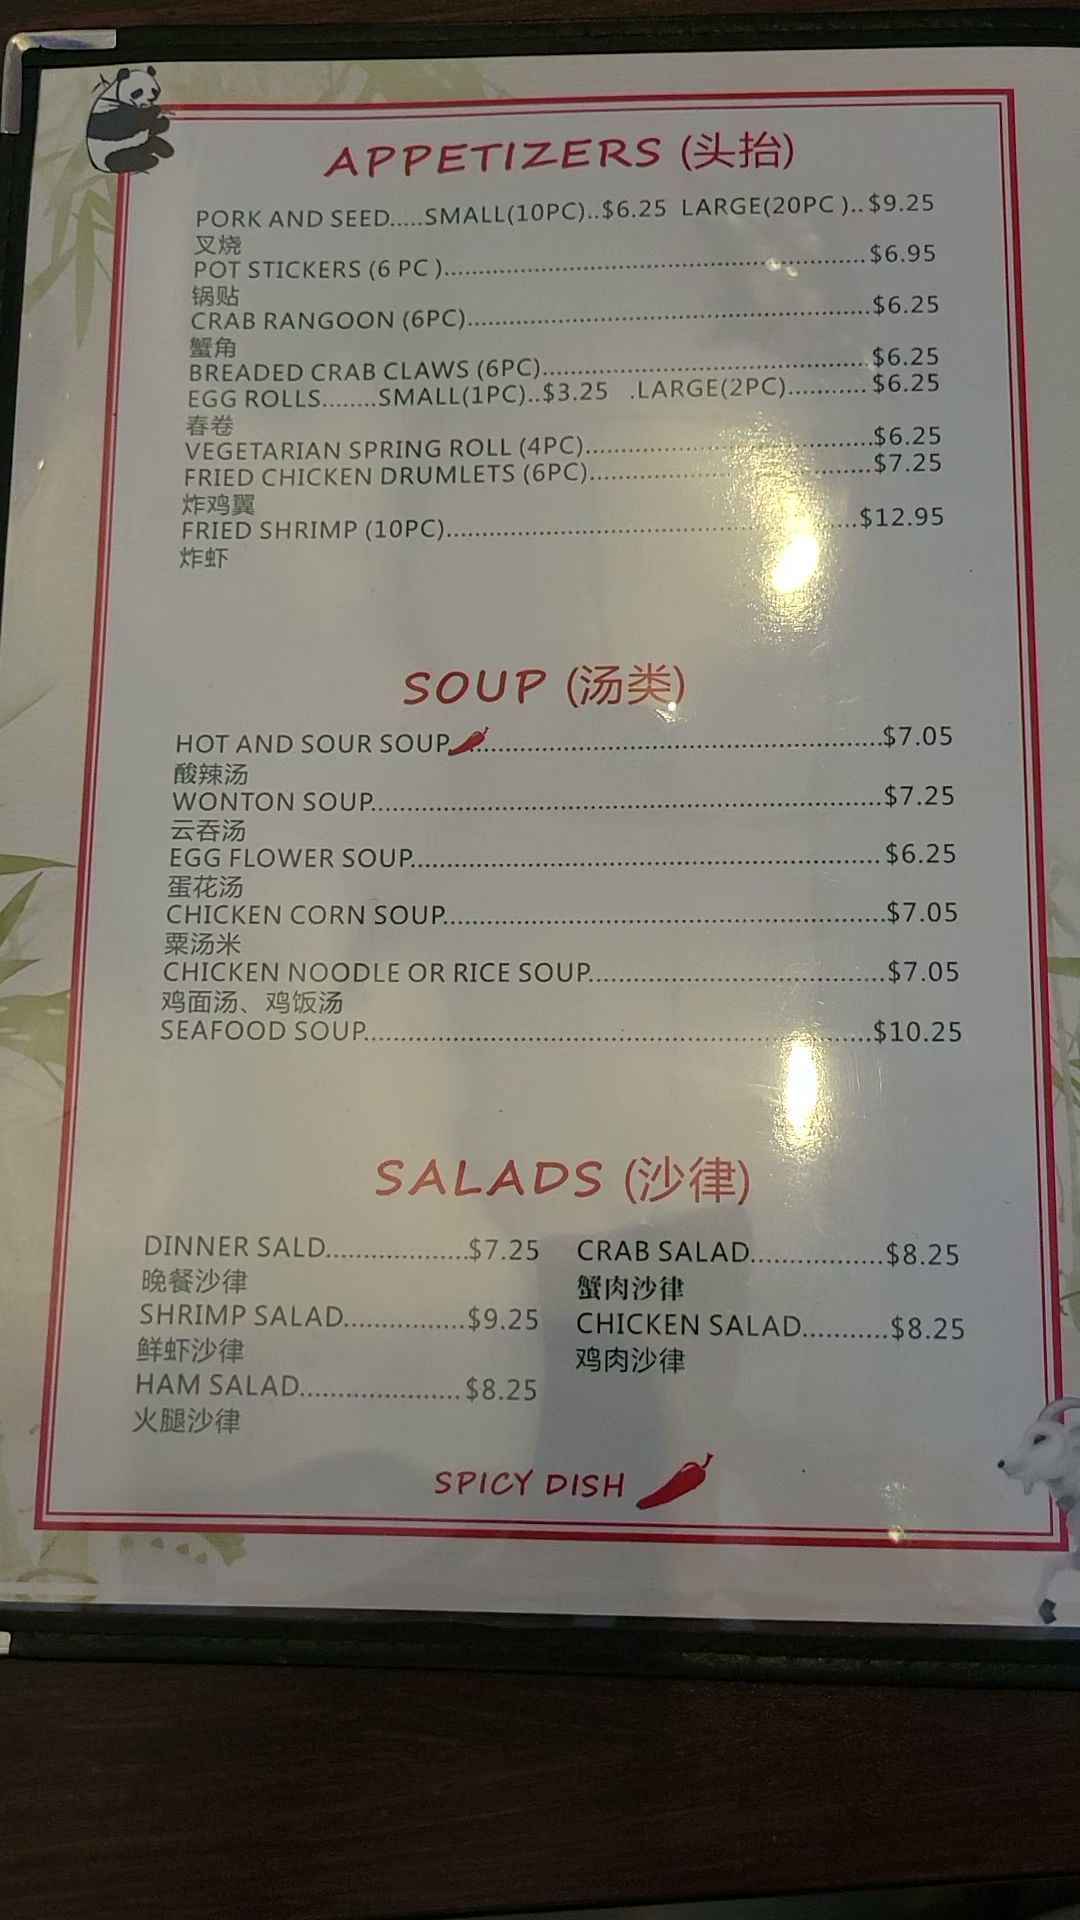 APPETIZERS (头抬)
PORK AND SEED.....SMALL(10PC)..$6.25 LARGE(20PC )..$9.25
叉烧
POT STICKERS (6 PC )..........$6.95
锅贴
CRAB RANGOON (6PC)..........$6.25
蟹角
BREADED CRAB CLAWS (6PC)..........$6.25
EGG ROLLS........SMALL(1PC)..$3.25 .LARGE(2PC)...........$6.25
春卷
VEGETARIAN SPRING ROLL (4PC)..........$6.25
FRIED CHICKEN DRUMLETS (6PC)..........$7.25
炸鸡翼
FRIED SHRIMP (10PC)..........$12.95
炸虾
SOUP (汤类)
HOT AND SOUR SOUP..........$7.05
酸辣汤
WONTON SOUP..........$7.25
云吞汤
EGG FLOWER SOUP..........$6.25
蛋花汤
CHICKEN CORN SOUP..........$7.05
粟汤米
CHICKEN NOODLE OR RICE SOUP..........$7.05
鸡面汤、鸡饭汤
SEAFOOD SOUP..........$10.25
SALADS (沙律)
DINNER SALD...................$7.25
晚餐沙律
SHRIMP SALAD................$9.25
鲜虾沙律
HAM SALAD.....................$8.25
火腿沙律
CRAB SALAD.................$8.25
蟹肉沙律
CHICKEN SALAD...........$8.25
鸡肉沙律
SPICY DISH